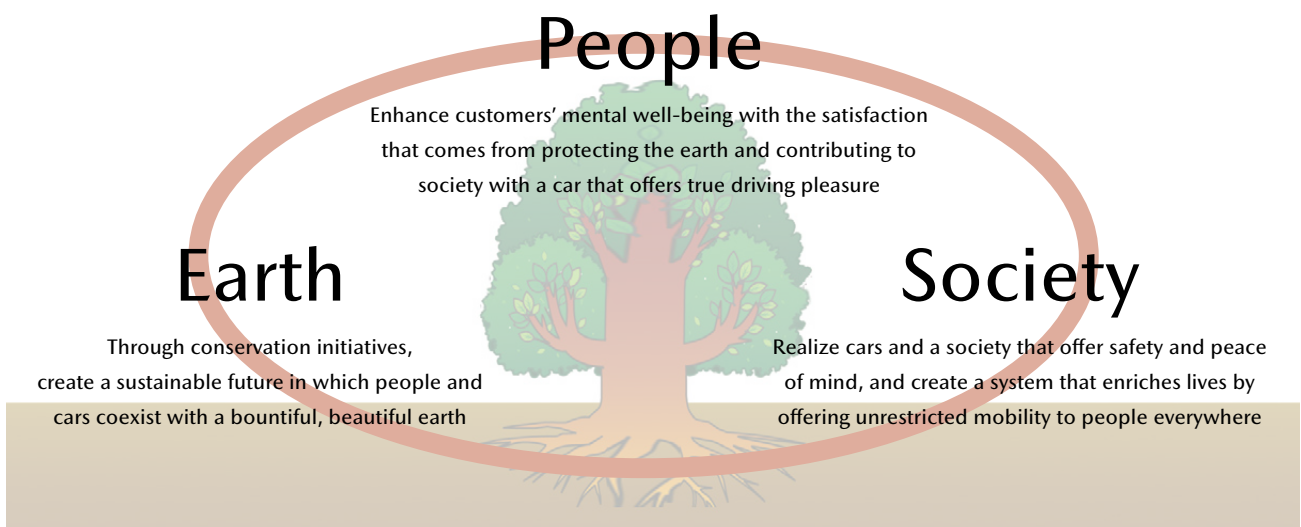 People
Enhance customers’ mental well-being with the satisfaction
that comes from protecting the earth and contributing to
society with a car that offers true driving pleasure
Earth
Through conservation initiatives,
create a sustainable future in which people and
cars coexist with a bountiful, beautiful earth
Society
Realize cars and a society that offer safety and peace
of mind, and create a system that enriches lives by
offering unrestricted mobility to people everywhere